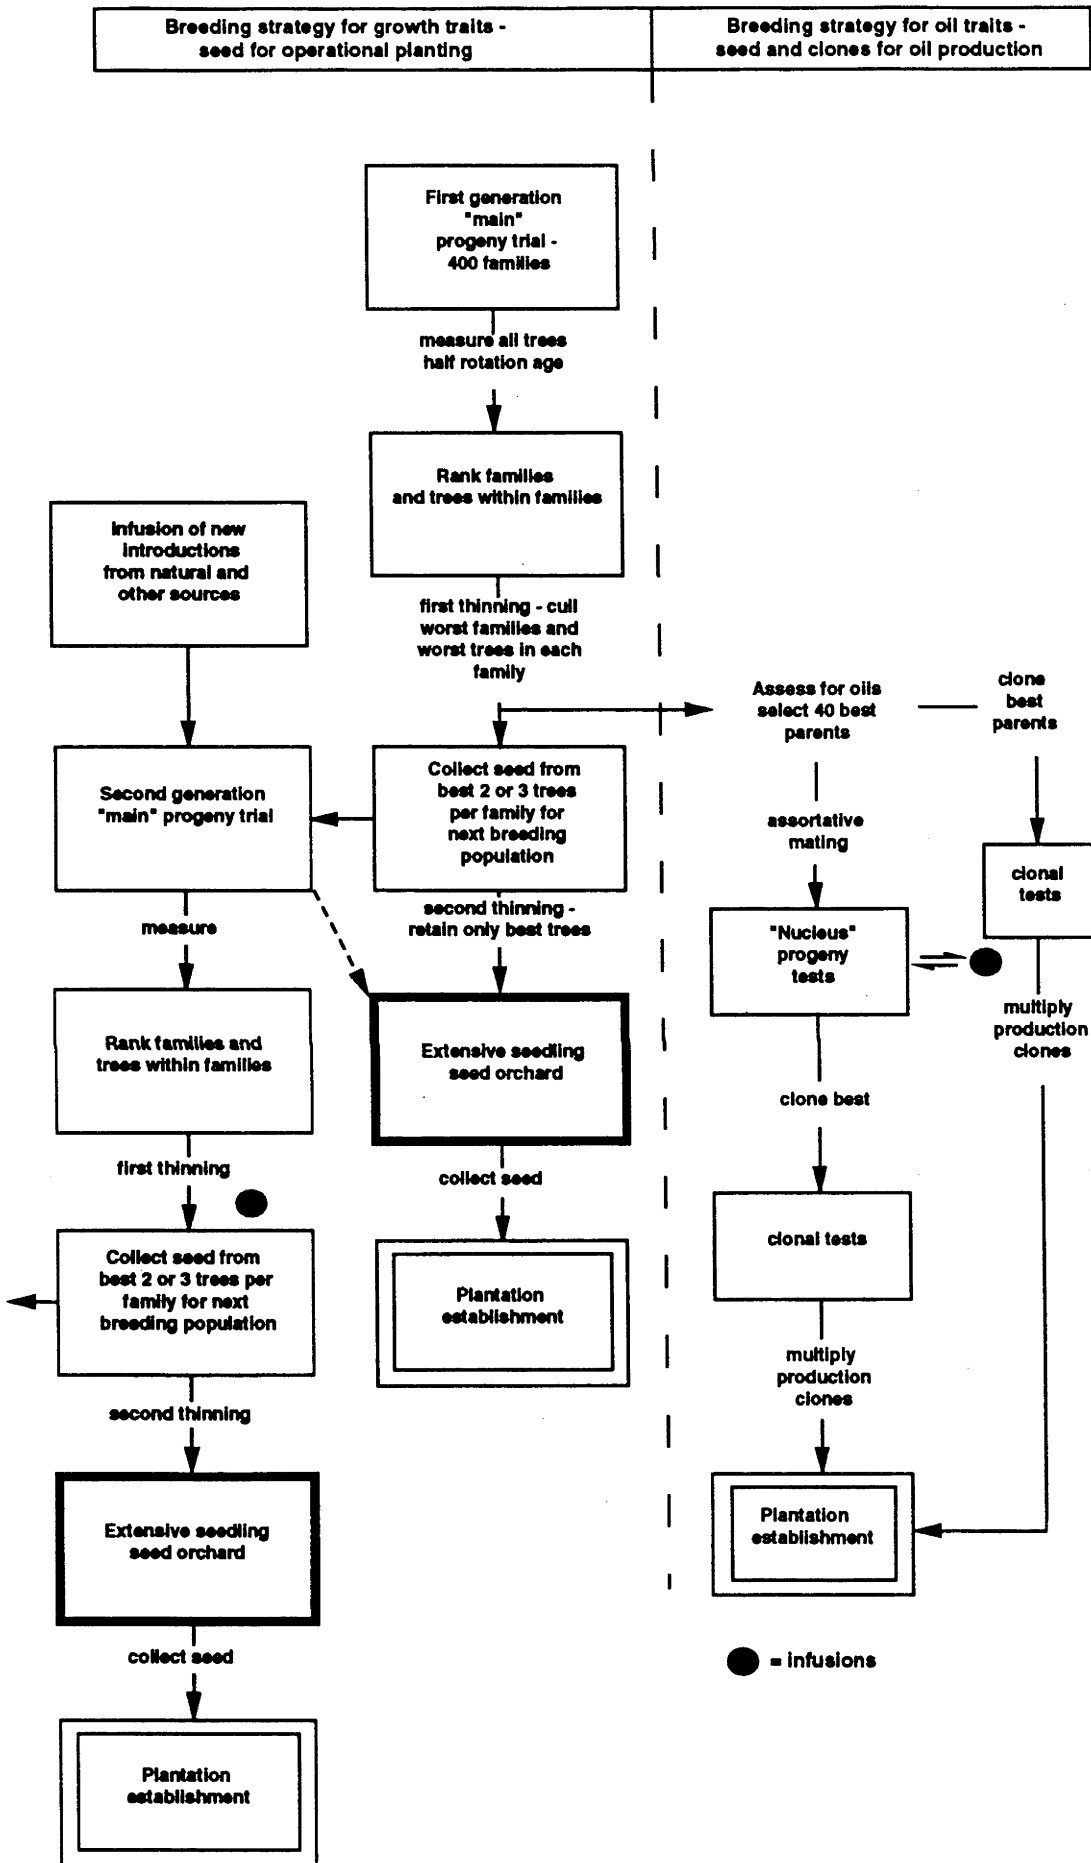 Breeding strategy for growth traits -
seed for operational planting
Breeding strategy for oil traits -
seed and clones for oil production
First generation
"main"
progeny trial -
400 families
measure all trees
half rotation age
Rank families
and trees within families
first thinning - cull
worst families and
worst trees in each
family
Infusion of new
introductions
from natural and
other sources
Second generation
"main" progeny trial
Collect seed from
best 2 or 3 trees
per family for
next breeding
population
second thinning -
retain only best trees
Extensive seedling
seed orchard
collect seed
Plantation
establishment
measure
Rank families and
trees within families
first thinning
Collect seed from
best 2 or 3 trees per
family for next
breeding population
second thinning
Extensive seedling
seed orchard
collect seed
Plantation
establishment
Assess for oils
select 40 best
parents
clone
best
parents
assortative
mating
clonal
tests
"Nucleus"
progeny
tests
multiply
production
clones
clone best
clonal tests
multiply
production
clones
Plantation
establishment
= infusions